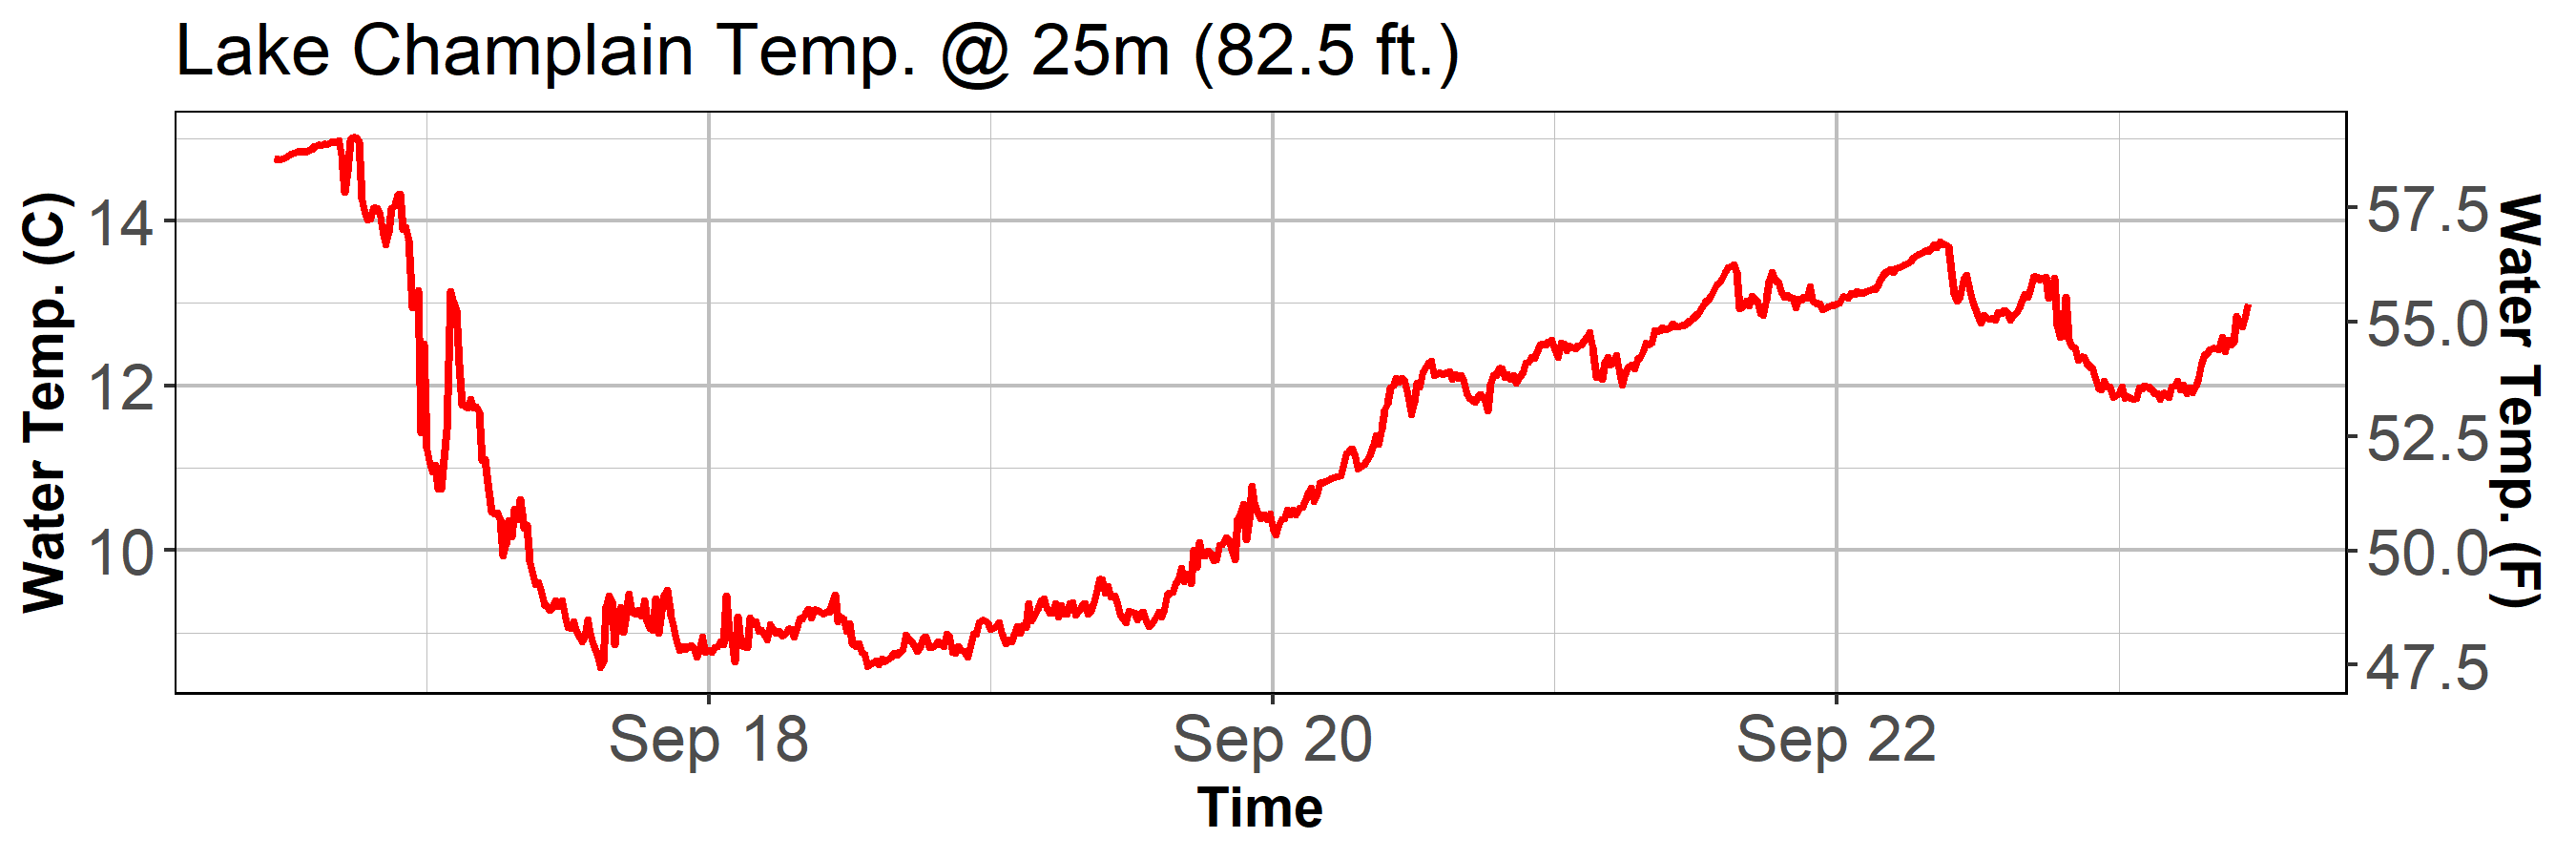 Lake Champlain Temp. @ 25m (82.5 ft.)
Water Temp. (C)
14
12
10
57.5
55.0
52.5
50.0
47.5
Water Temp. (F)
Sep 18
Sep 20
Sep 22
Time